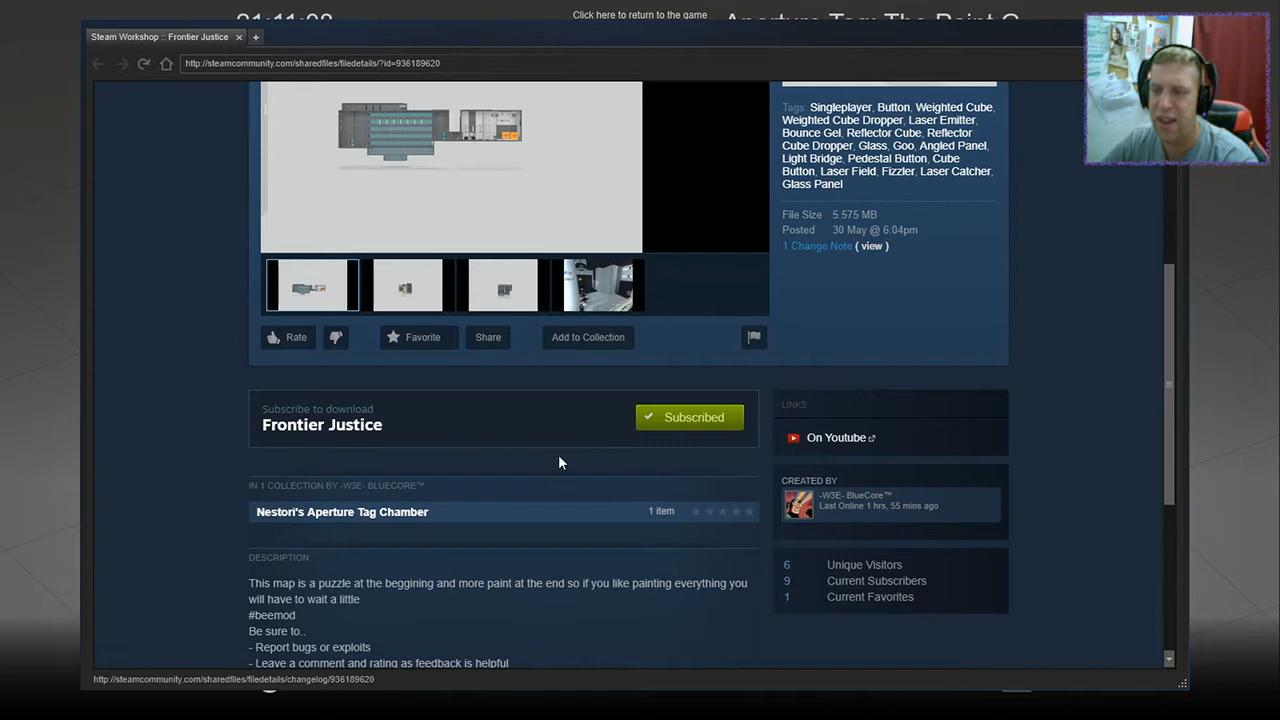 Click here to return to the game
Steam Workshop :: Frontier Justice
http://steamcommunity.com/sharedfiles/filedetails/?id=936189620
Tags: Singleplayer, Button, Weighted Cube,
Weighted Cube Dropper, Laser Emitter,
Bounce Gel, Reflector Cube, Reflector
Cube Dropper, Glass, Goo, Angled Panel,
Light Bridge, Pedestal Button, Cube
Button, Laser Field, Fizzler, Laser Catcher,
Glass Panel
File Size 5.575 MB
Posted 30 May @ 6:04pm
1 Change Note ( view )
Rate Favorite Share Add to Collection
Subscribe to download
Frontier Justice
Subscribed
LINKS
On Youtube
IN 1 COLLECTION BY -W3E- BLUECORE™
Nestori's Aperture Tag Chamber 1 item
CREATED BY
-W3E- BlueCore™
Last Online 1 hrs, 55 mins ago
DESCRIPTION
This map is a puzzle at the beggining and more paint at the end so if you like painting everything you
will have to wait a little
#beemod
Be sure to..
- Report bugs or exploits
- Leave a comment and rating as feedback is helpful
6 Unique Visitors
9 Current Subscribers
1 Current Favorites
http://steamcommunity.com/sharedfiles/filedetails/changelog/936189620